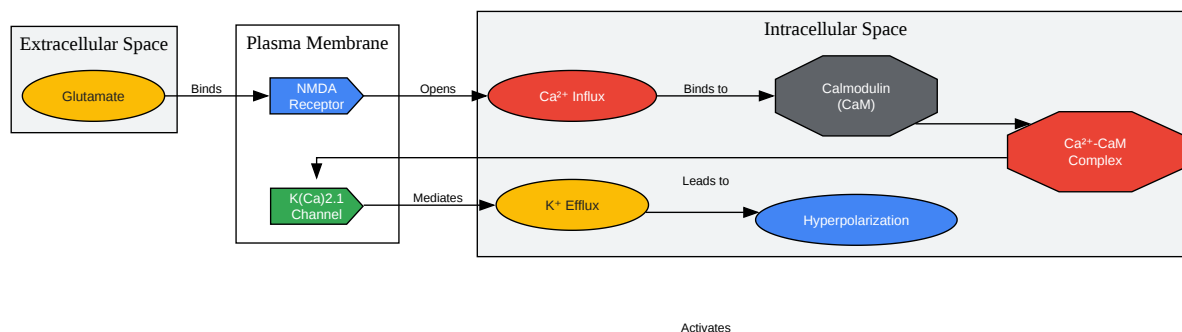 Extracellular Space
Plasma Membrane
Intracellular Space
Glutamate
Binds
NMDA
Receptor
Opens
Ca²⁺ Influx
Binds to
Calmodulin
(CaM)
Ca²⁺-CaM
Complex
K(Ca)2.1
Channel
Mediates
K⁺ Efflux
Leads to
Hyperpolarization
Activates